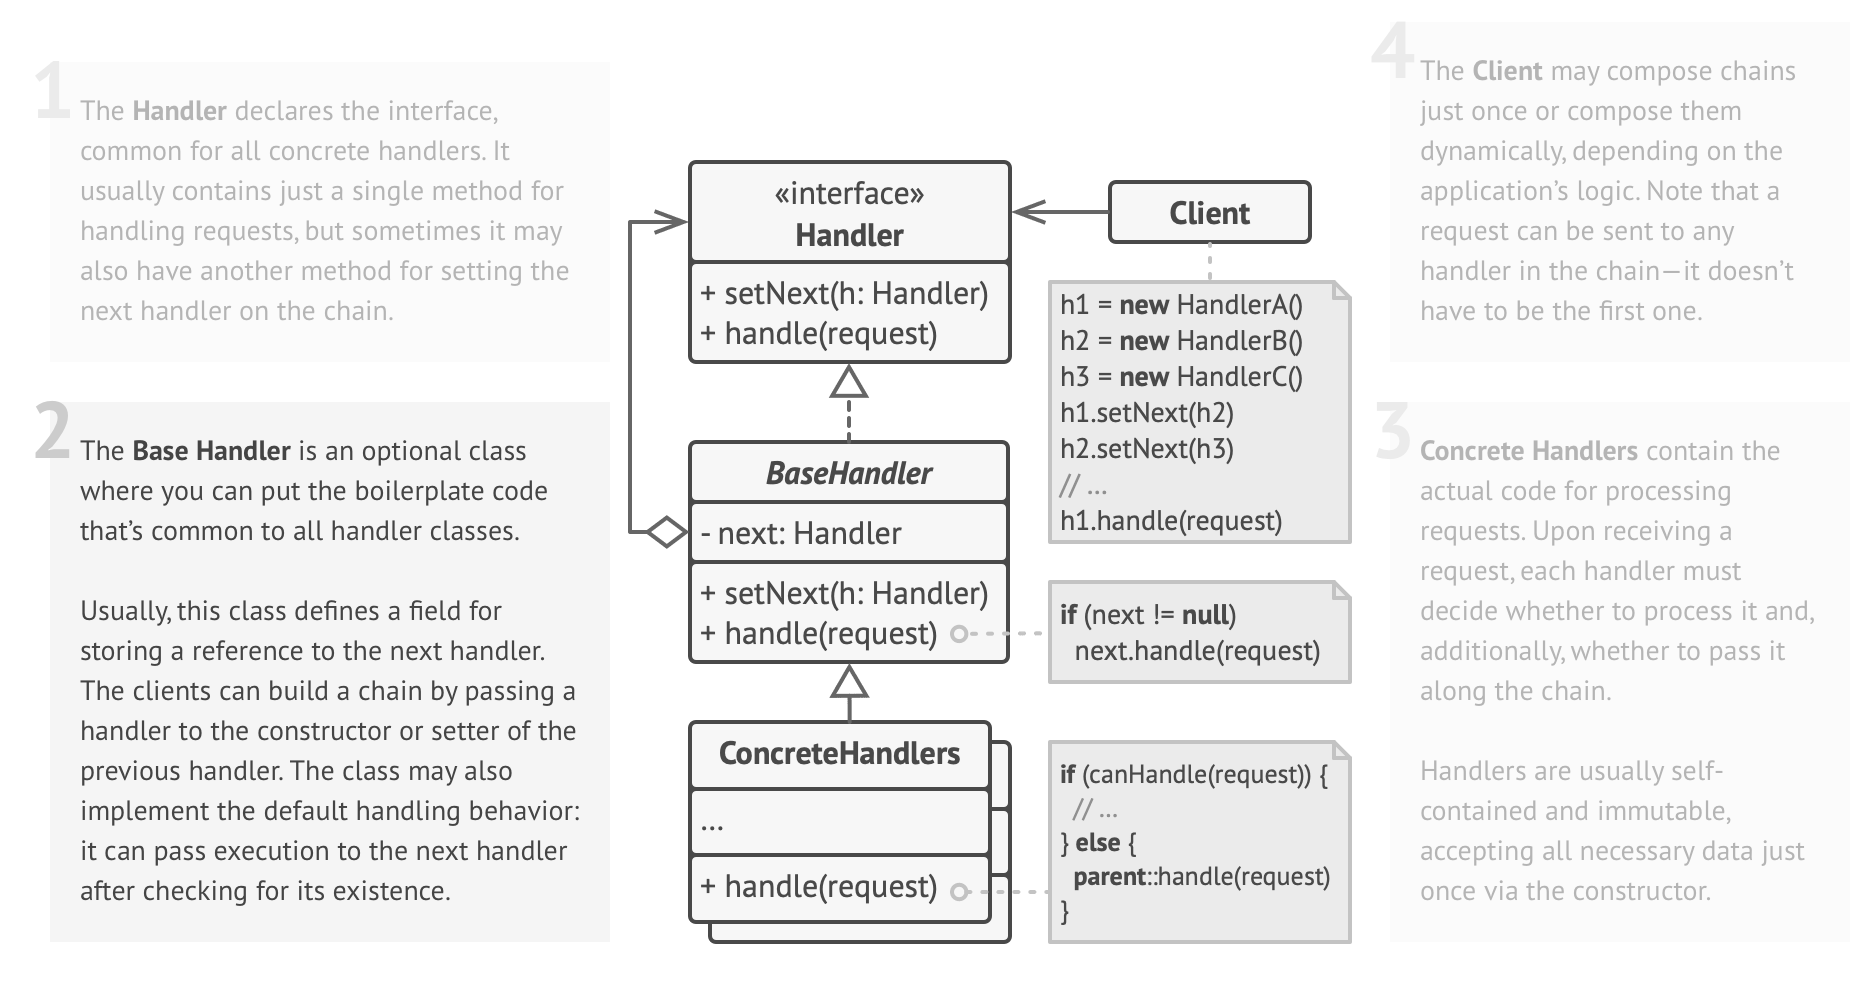 1
The Handler declares the interface,
common for all concrete handlers. It
usually contains just a single method for
handling requests, but sometimes it may
also have another method for setting the
next handler on the chain.
2
The Base Handler is an optional class
where you can put the boilerplate code
that’s common to all handler classes.
Usually, this class defines a field for
storing a reference to the next handler.
The clients can build a chain by passing a
handler to the constructor or setter of the
previous handler. The class may also
implement the default handling behavior:
it can pass execution to the next handler
after checking for its existence.
«interface»
Handler
+ setNext(h: Handler)
+ handle(request)
BaseHandler
- next: Handler
+ setNext(h: Handler)
+ handle(request)
ConcreteHandlers
...
+ handle(request)
Client
h1 = new HandlerA()
h2 = new HandlerB()
h3 = new HandlerC()
h1.setNext(h2)
h2.setNext(h3)
// ...
h1.handle(request)
if (next != null)
next.handle(request)
if (canHandle(request)) {
// ...
} else {
parent::handle(request)
}
4
The Client may compose chains
just once or compose them
dynamically, depending on the
application’s logic. Note that a
request can be sent to any
handler in the chain—it doesn’t
have to be the first one.
3
Concrete Handlers contain the
actual code for processing
requests. Upon receiving a
request, each handler must
decide whether to process it and,
additionally, whether to pass it
along the chain.
Handlers are usually self-
contained and immutable,
accepting all necessary data just
once via the constructor.